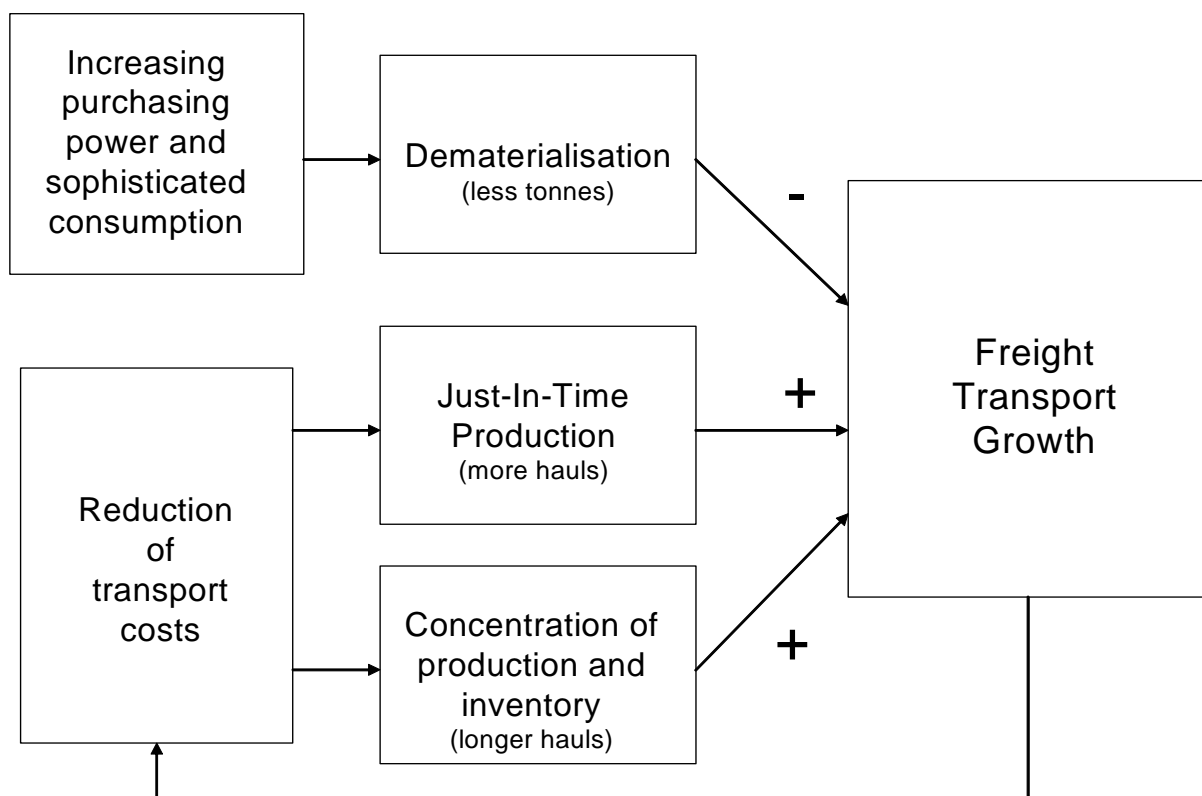 Increasing
purchasing
power and
sophisticated
consumption
Dematerialisation
(less tonnes)
-
Freight
Transport
Growth
Just-In-Time
Production
(more hauls)
+
Reduction
of
transport
costs
Concentration of
production and
inventory
(longer hauls)
+